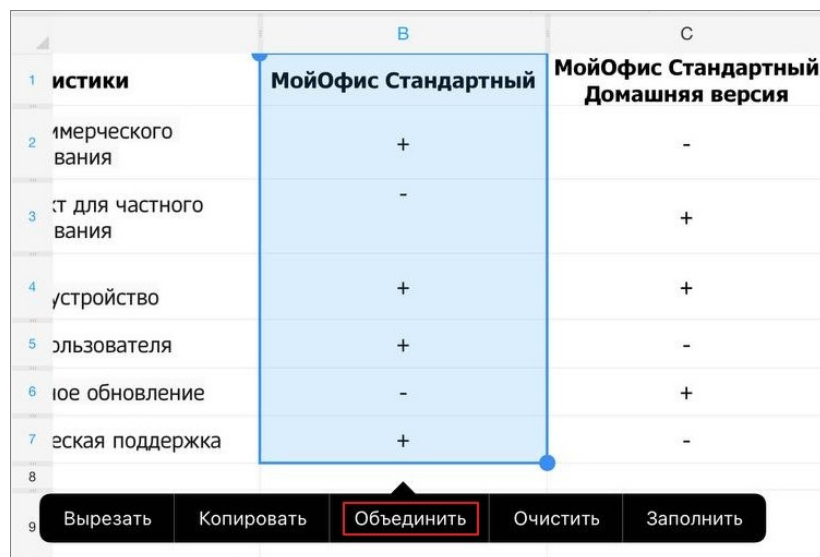 B C
1 истики МойОфис Стандартный МойОфис Стандартный
Домашняя версия
2 ммерческого
вания + -
3 кт для частного
вания - +
4 устройство + +
5 ользователя + -
6 ное обновление - +
7 еская поддержка + -
8
9
Вырезать Копировать Объединить Очистить Заполнить